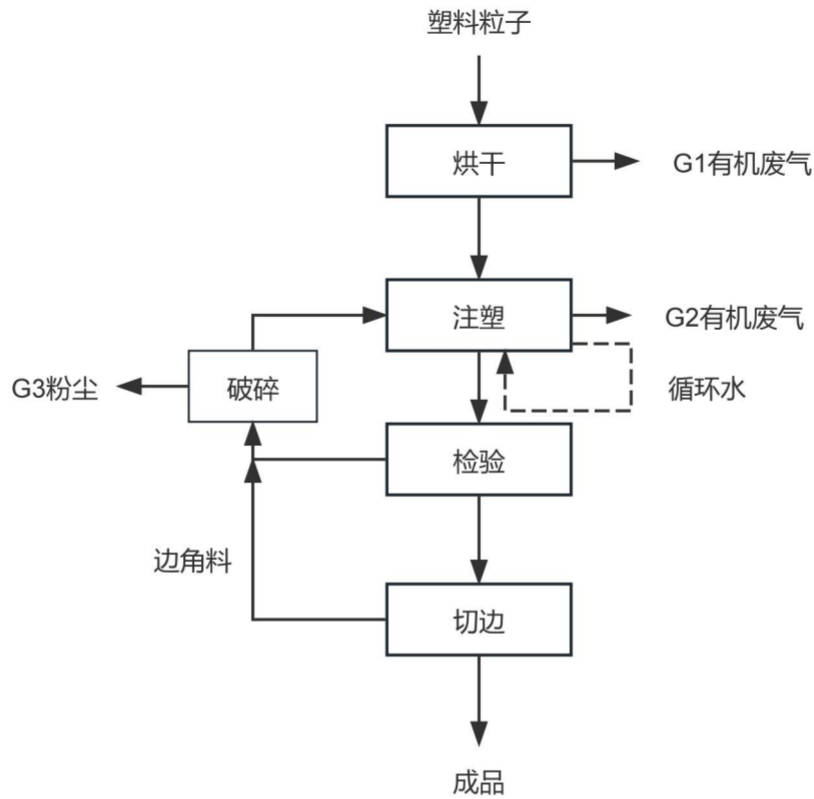 塑料粒子
烘干
G1有机废气
注塑
G2有机废气
G3粉尘
破碎
循环水
检验
边角料
切边
成品